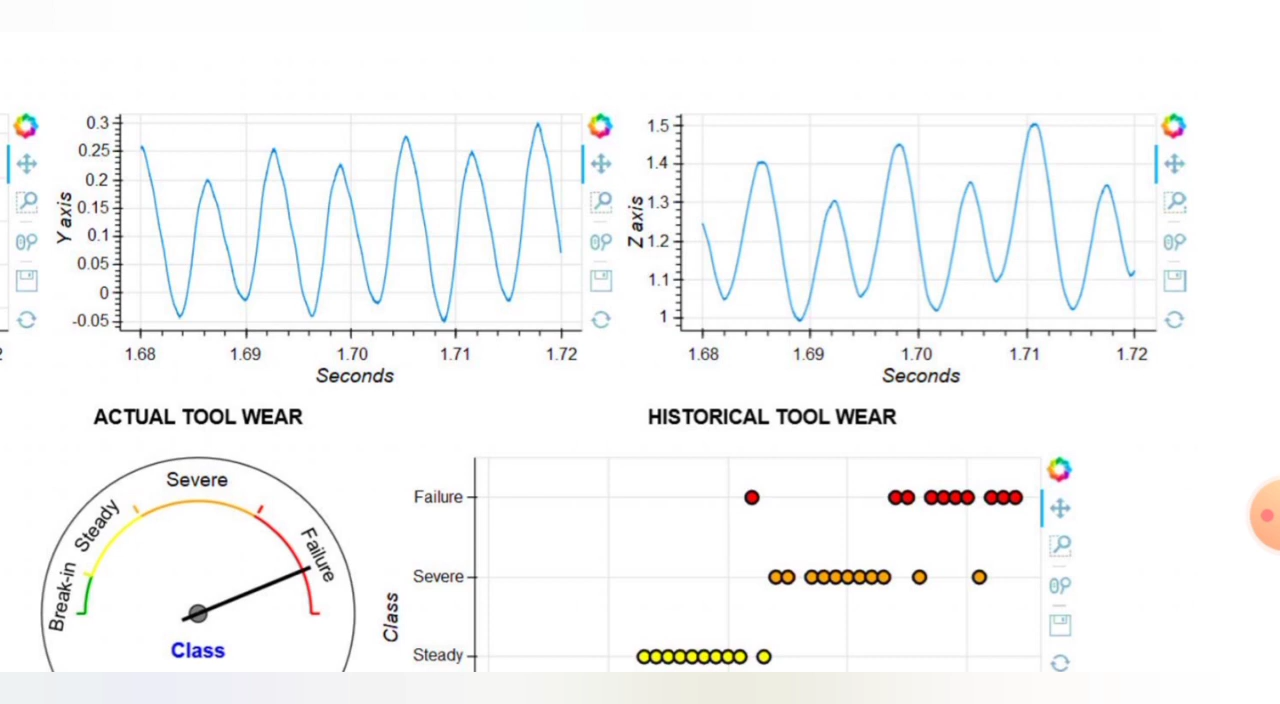 0.3
0.25
0.2
0.15
0.1
0.05
0
-0.05
Y axis
1.68 1.69 1.70 1.71 1.72
Seconds
1.5
1.4
1.3
1.2
1.1
1
Z axis
1.68 1.69 1.70 1.71 1.72
Seconds
2
ACTUAL TOOL WEAR
Break-in
Steady
Severe
Failure
Class
HISTORICAL TOOL WEAR
Failure
Severe
Steady
Class